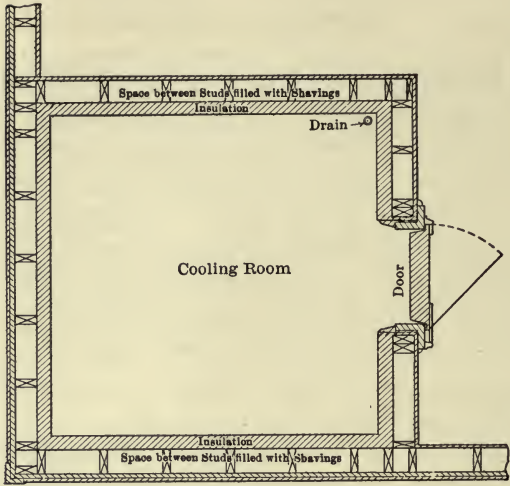 Space between Studs filled with Shavings
Insulation
Drain
Cooling Room
Door
Insulation
Space between Studs filled with Shavings